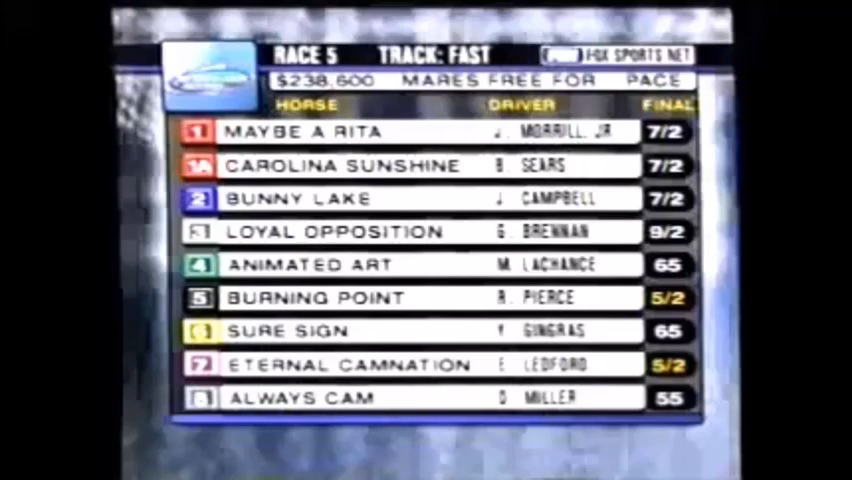 RACE 5 TRACK: FAST FOX SPORTS NET
$238,600 MARES FREE FOR PACE
HORSE DRIVER FINAL
1 MAYBE A RITA J. MORRILL, JR 7/2
1A CAROLINA SUNSHINE B. SEARS 7/2
2 BUNNY LAKE J. CAMPBELL 7/2
3 LOYAL OPPOSITION G. BRENNAN 9/2
4 ANIMATED ART M. LACHANCE 65
5 BURNING POINT R. PIERCE 5/2
6 SURE SIGN Y. GINGRAS 65
7 ETERNAL CAMNATION E. LEDFORD 5/2
8 ALWAYS CAM D. MILLER 55